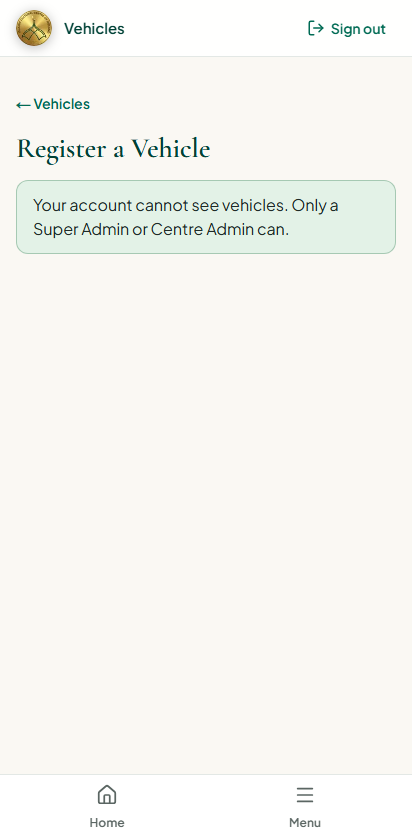 Vehicles
Sign out
← Vehicles
Register a Vehicle
Your account cannot see vehicles. Only a
Super Admin or Centre Admin can.
Home
Menu